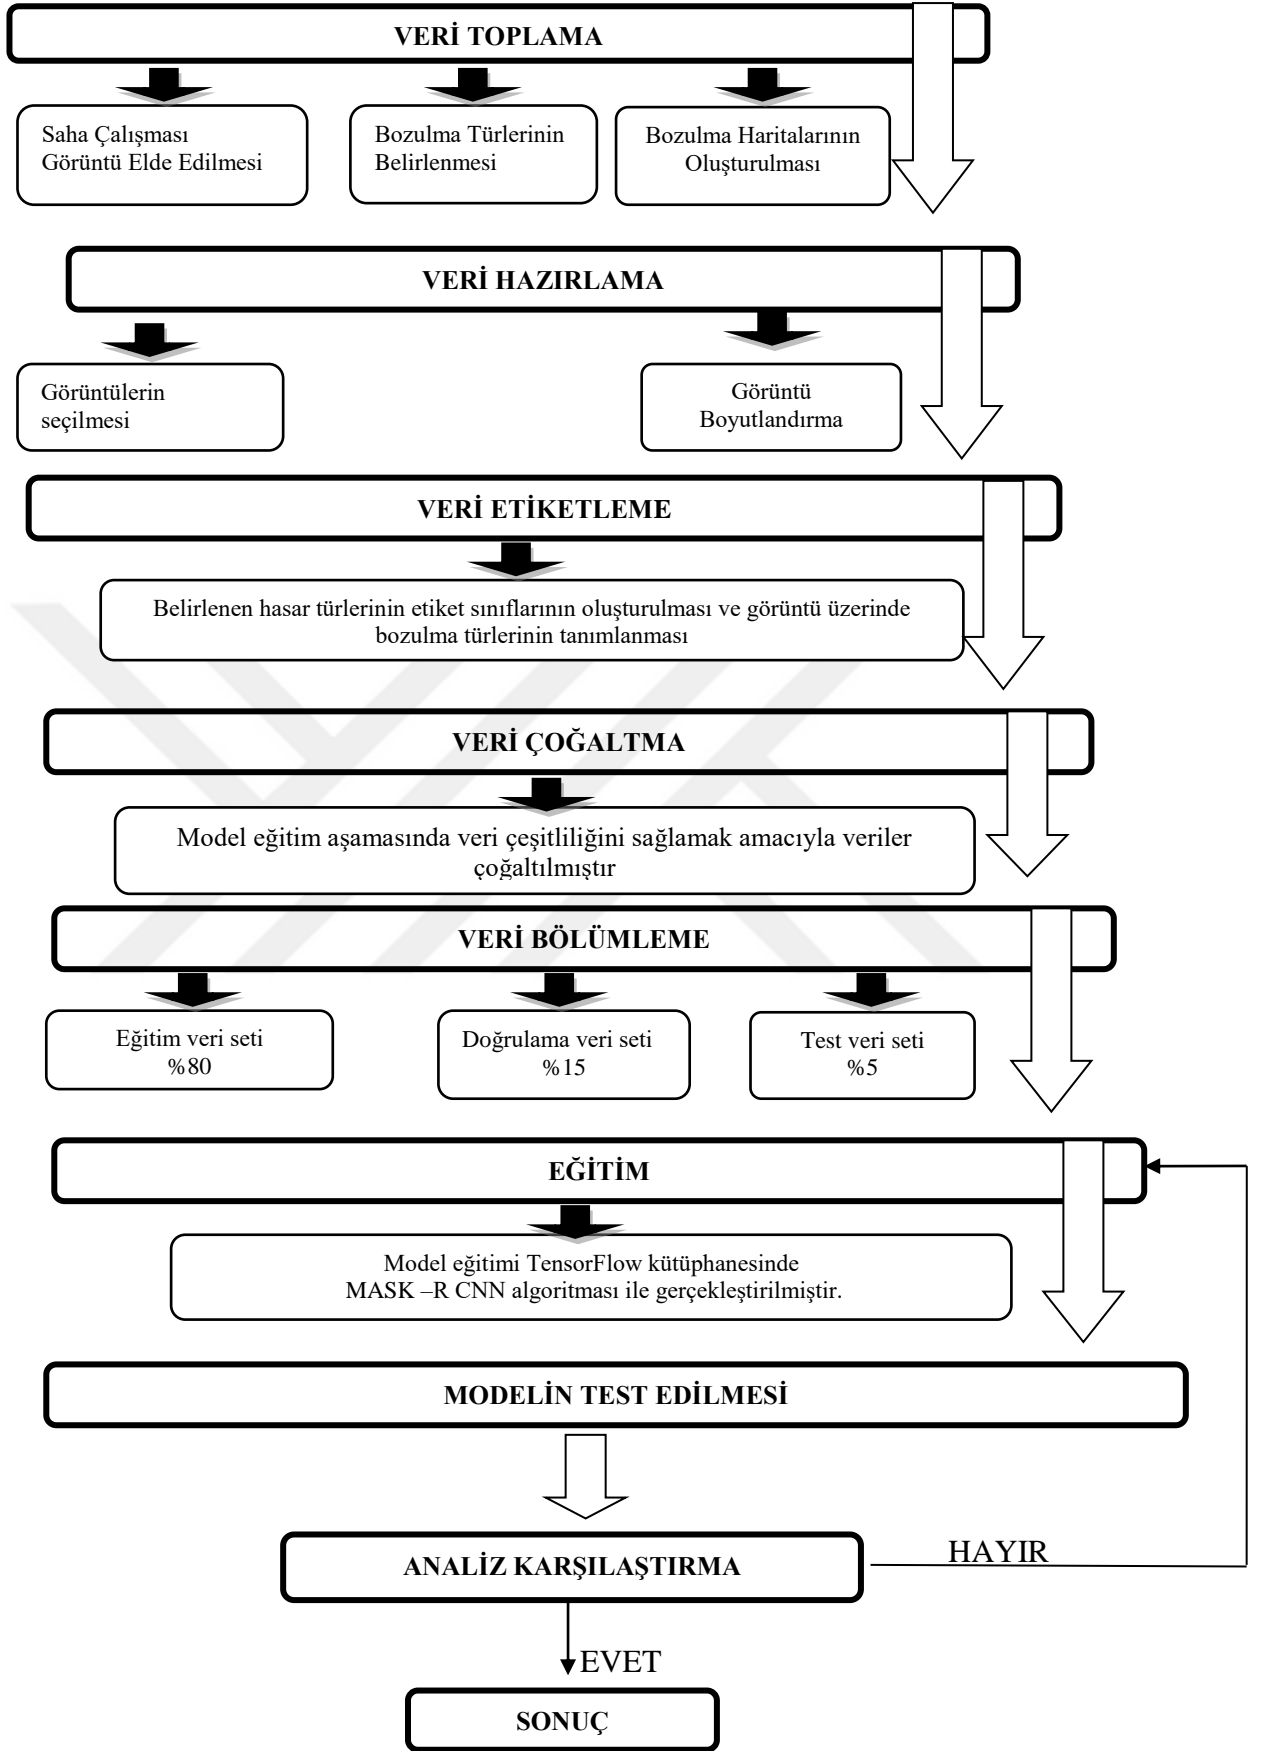 VERİ TOPLAMA
Saha Çalışması
Görüntü Elde Edilmesi
Bozulma Türlerinin
Belirlenmesi
Bozulma Haritalarının
Oluşturulması
VERİ HAZIRLAMA
Görüntülerin
seçilmesi
Görüntü
Boyutlandırma
VERİ ETİKETLEME
Belirlenen hasar türlerinin etiket sınıflarının oluşturulması ve görüntü üzerinde
bozulma türlerinin tanımlanması
VERİ ÇOĞALTMA
Model eğitim aşamasında veri çeşitliliğini sağlamak amacıyla veriler
çoğaltılmıştır
VERİ BÖLÜMLEME
Eğitim veri seti
%80
Doğrulama veri seti
%15
Test veri seti
%5
EĞİTİM
Model eğitimi TensorFlow kütüphanesinde
MASK –R CNN algoritması ile gerçekleştirilmiştir.
MODELİN TEST EDİLMESİ
ANALİZ KARŞILAŞTIRMA
HAYIR
EVET
SONUÇ